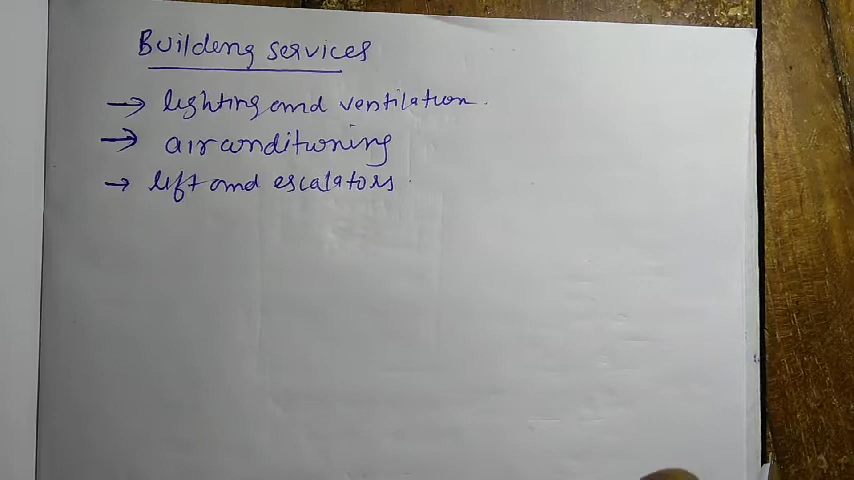 Building services
→ lighting and ventilation.
→ airconditioning
→ lift and escalators